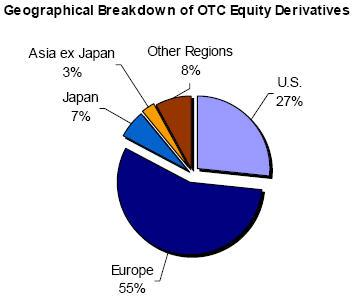 Geographical Breakdown of OTC Equity Derivatives
Asia ex Japan
3%
Other Regions
8%
U.S.
27%
Japan
7%
Europe
55%